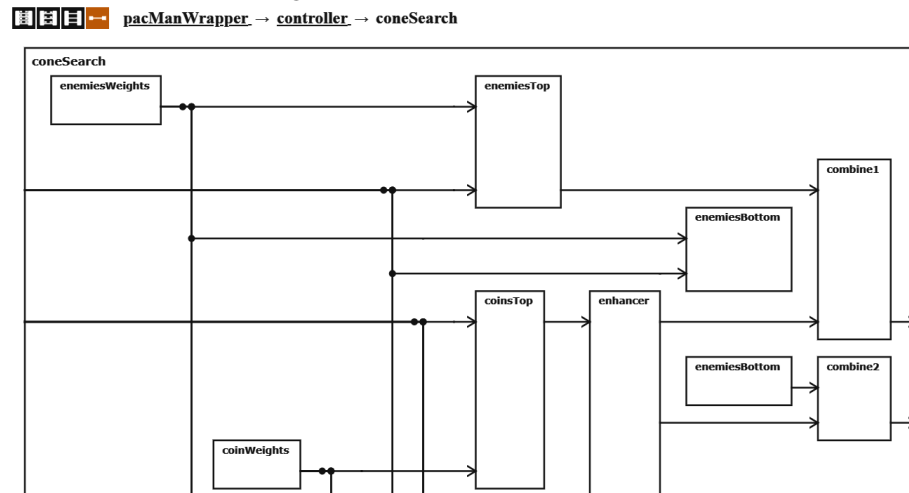 pacManWrapper → controller → coneSearch
coneSearch
enemiesWeights
enemiesTop
combine1
enemiesBottom
coinsTop
enhancer
enemiesBottom
combine2
coinWeights